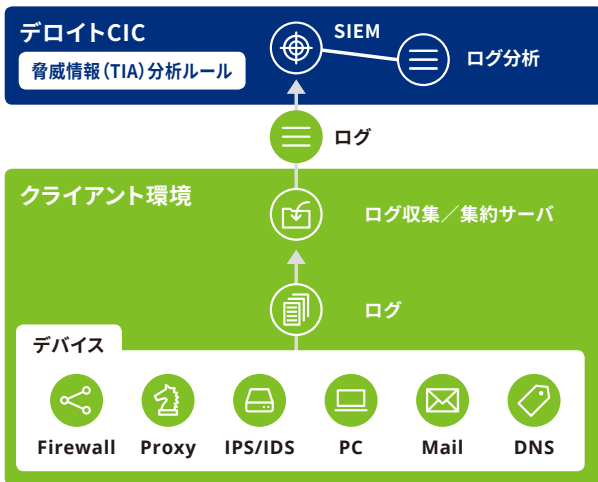 デロイトCIC
脅威情報(TIA)分析ルール
SIEM
ログ分析
ログ
クライアント環境
ログ収集／集約サーバ
ログ
デバイス
Firewall
Proxy
IPS/IDS
PC
Mail
DNS